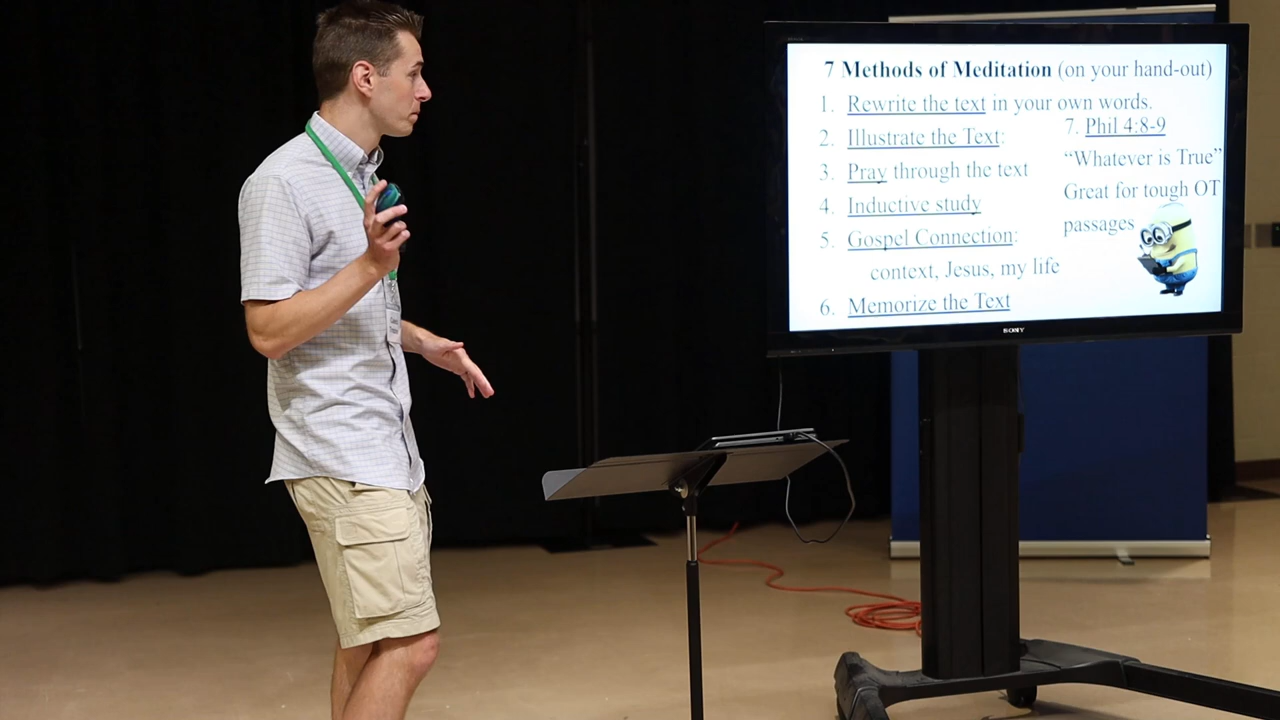 7 Methods of Meditation (on your hand-out)
1. Rewrite the text in your own words.
2. Illustrate the Text:
3. Pray through the text
4. Inductive study
5. Gospel Connection:
context, Jesus, my life
6. Memorize the Text
7. Phil 4:8-9
“Whatever is True”
Great for tough OT
passages
SONY